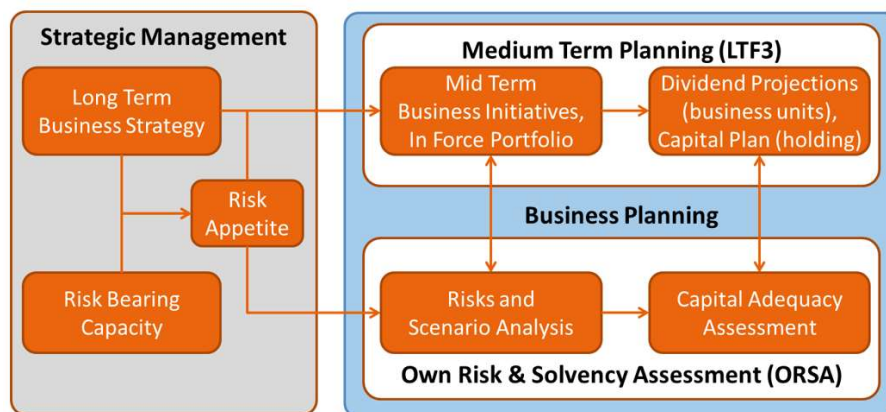 Strategic Management
Long Term
Business Strategy
Risk
Appetite
Risk Bearing
Capacity
Medium Term Planning (LTF3)
Mid Term
Business Initiatives,
In Force Portfolio
Dividend Projections
(business units),
Capital Plan (holding)
Business Planning
Risks and
Scenario Analysis
Capital Adequacy
Assessment
Own Risk & Solvency Assessment (ORSA)